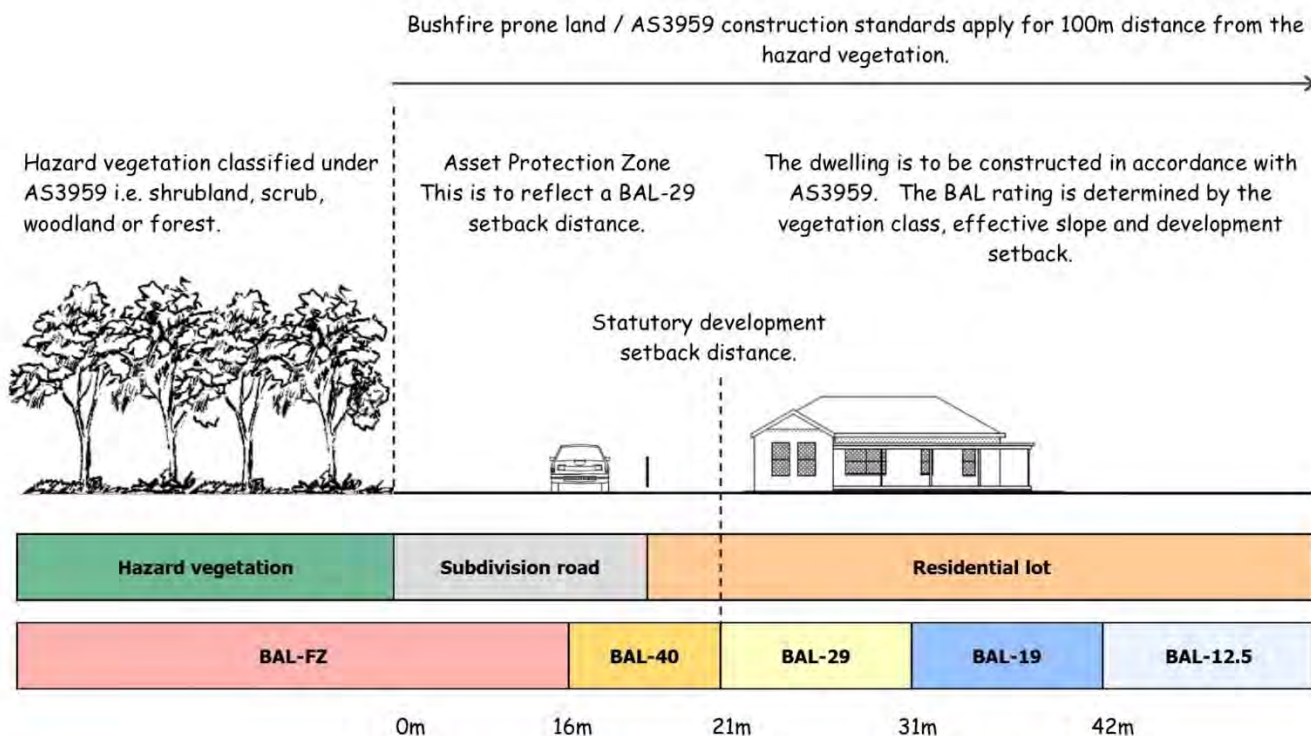 Bushfire prone land / AS3959 construction standards apply for 100m distance from the
hazard vegetation.
Hazard vegetation classified under
AS3959 i.e. shrubland, scrub,
woodland or forest.
Asset Protection Zone
This is to reflect a BAL-29
setback distance.
The dwelling is to be constructed in accordance with
AS3959. The BAL rating is determined by the
vegetation class, effective slope and development
setback.
Statutory development
setback distance.
Hazard vegetation
Subdivision road
Residential lot
BAL-FZ
BAL-40
BAL-29
BAL-19
BAL-12.5
0m
16m
21m
31m
42m